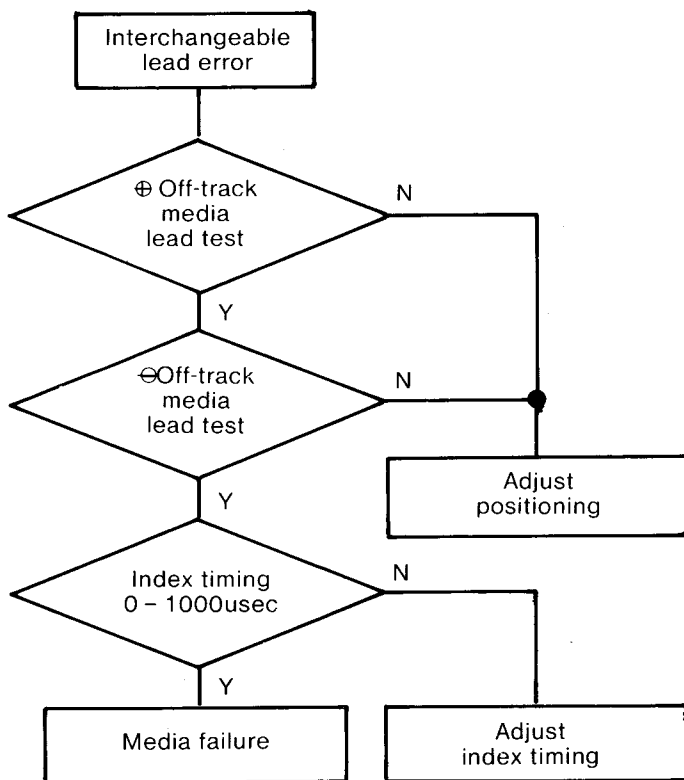 Interchangeable
lead error
⊕ Off-track
media
lead test
N
Y
⊖Off-track
media
lead test
N
Y
Adjust
positioning
Index timing
0 – 1000usec
N
Y
Media failure
Adjust
index timing